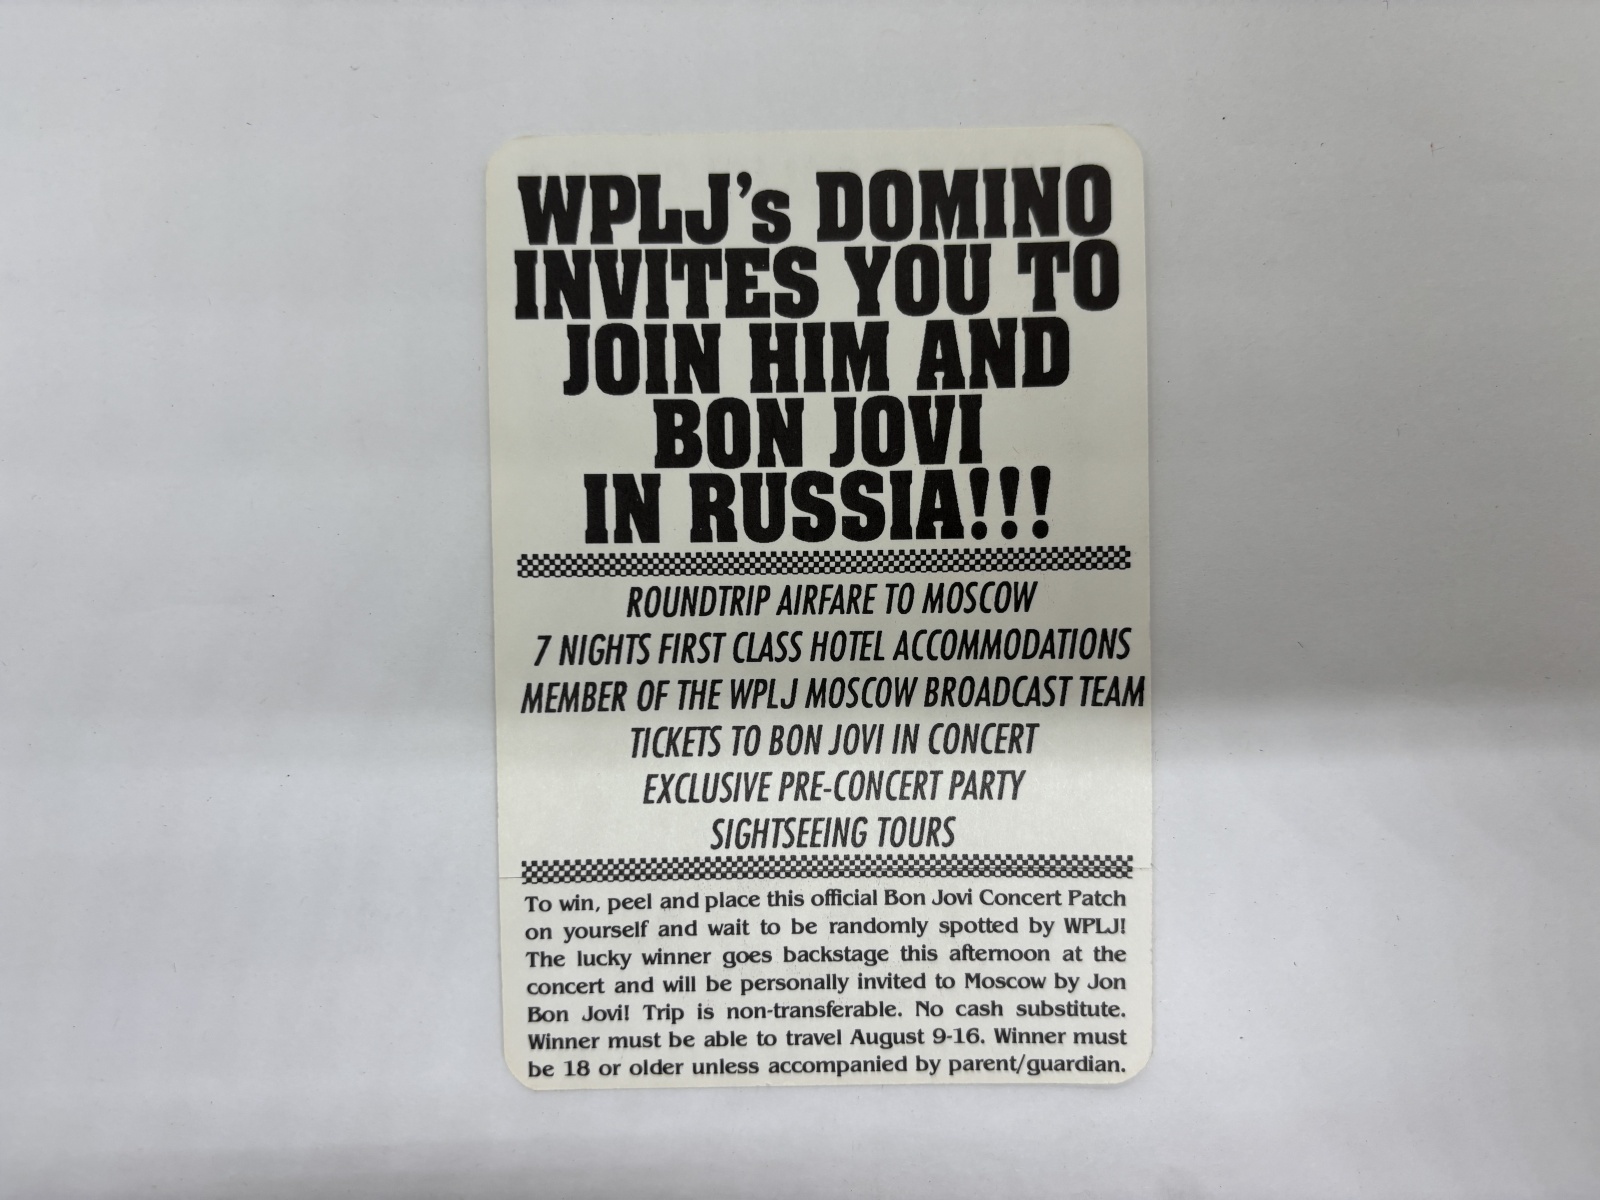 WPLJ's DOMINO
INVITES YOU TO
JOIN HIM AND
BON JOVI
IN RUSSIA!!!
ROUNDTRIP AIRFARE TO MOSCOW
7 NIGHTS FIRST CLASS HOTEL ACCOMMODATIONS
MEMBER OF THE WPLJ MOSCOW BROADCAST TEAM
TICKETS TO BON JOVI IN CONCERT
EXCLUSIVE PRE-CONCERT PARTY
SIGHTSEEING TOURS
To win, peel and place this official Bon Jovi Concert Patch
on yourself and wait to be randomly spotted by WPLJ!
The lucky winner goes backstage this afternoon at the
concert and will be personally invited to Moscow by Jon
Bon Jovi! Trip is non-transferable. No cash substitute.
Winner must be able to travel August 9-16. Winner must
be 18 or older unless accompanied by parent/guardian.